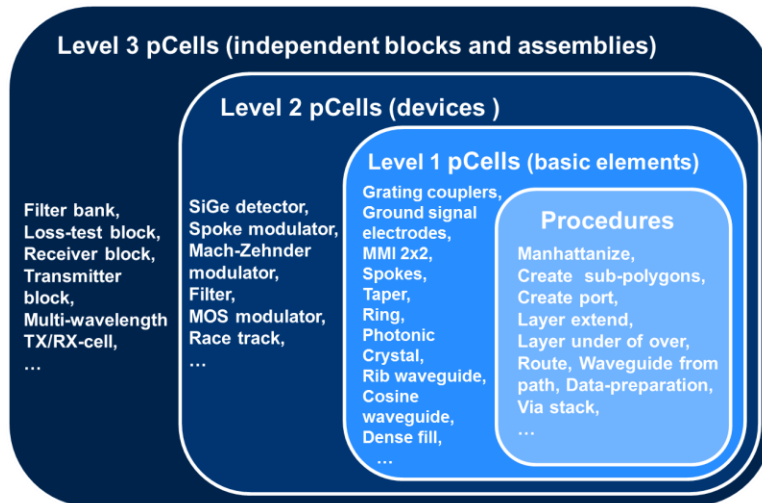 Level 3 pCells (independent blocks and assemblies)
Level 2 pCells (devices )
Level 1 pCells (basic elements)
Procedures
Filter bank,
Loss-test block,
Receiver block,
Transmitter
block,
Multi-wavelength
TX/RX-cell,
…
SiGe detector,
Spoke modulator,
Mach-Zehnder
modulator,
Filter,
MOS modulator,
Race track,
…
Grating couplers,
Ground signal
electrodes,
MMI 2x2,
Spokes,
Taper,
Ring,
Photonic
Crystal,
Rib waveguide,
Cosine
waveguide,
Dense fill,
…
Manhattanize,
Create sub-polygons,
Create port,
Layer extend,
Layer under of over,
Route, Waveguide from
path, Data-preparation,
Via stack,
…